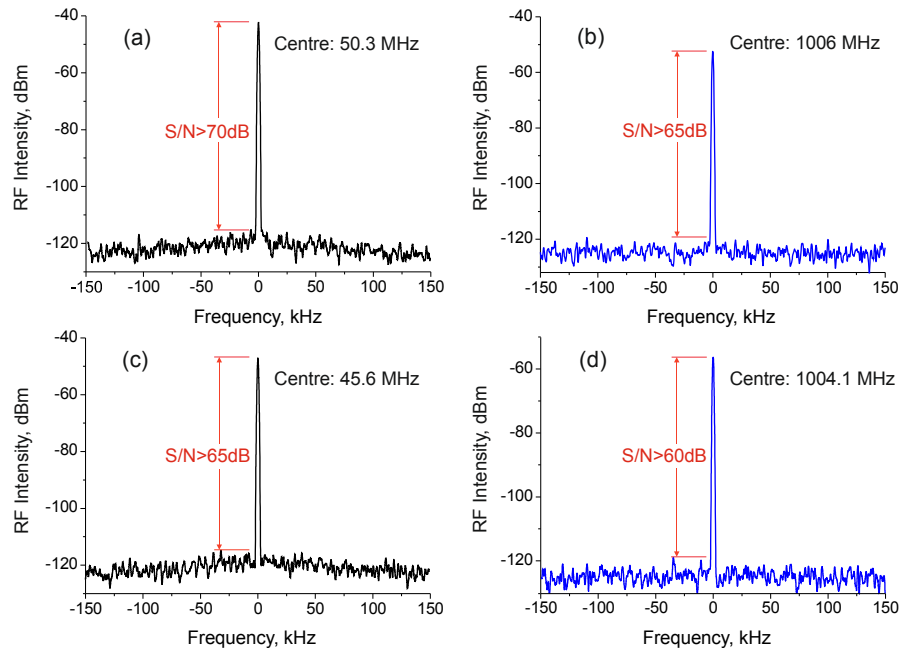 (a)
Centre: 50.3 MHz
S/N>70dB
RF Intensity, dBm
-40
-60
-80
-100
-120
-150 -100 -50 0 50 100 150
Frequency, kHz
(b)
Centre: 1006 MHz
S/N>65dB
RF Intensity, dBm
-40
-60
-80
-100
-120
-150 -100 -50 0 50 100 150
Frequency, kHz
(c)
Centre: 45.6 MHz
S/N>65dB
RF Intensity, dBm
-40
-60
-80
-100
-120
-150 -100 -50 0 50 100 150
Frequency, kHz
(d)
Centre: 1004.1 MHz
S/N>60dB
RF Intensity, dBm
-60
-80
-100
-120
-150 -100 -50 0 50 100 150
Frequency, kHz